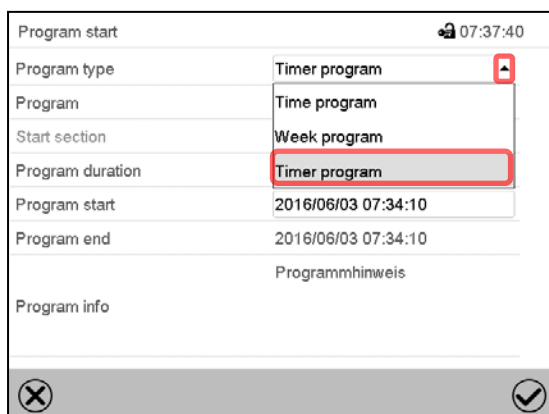 Program start 07:37:40
Program type Timer program
Program Time program
Start section Week program
Program duration Timer program
Program start 2016/06/03 07:34:10
Program end 2016/06/03 07:34:10
Programmhinweis
Program info